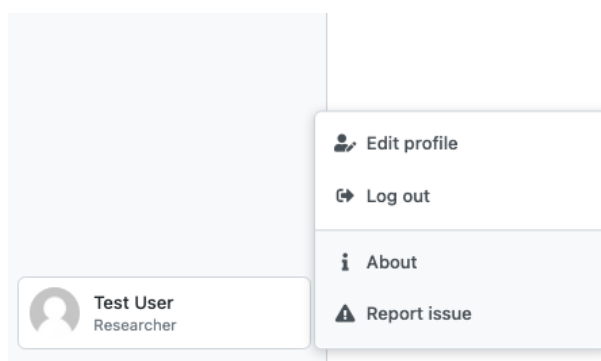 Edit profile
Log out
About
Report issue
Test User
Researcher